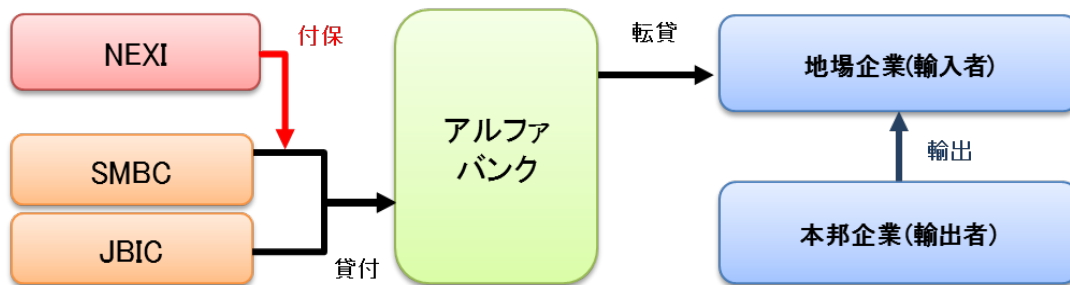 NEXI
付保
SMBC
JBIC
貸付
アルファ
バンク
転貸
地場企業(輸入者)
輸出
本邦企業(輸出者)